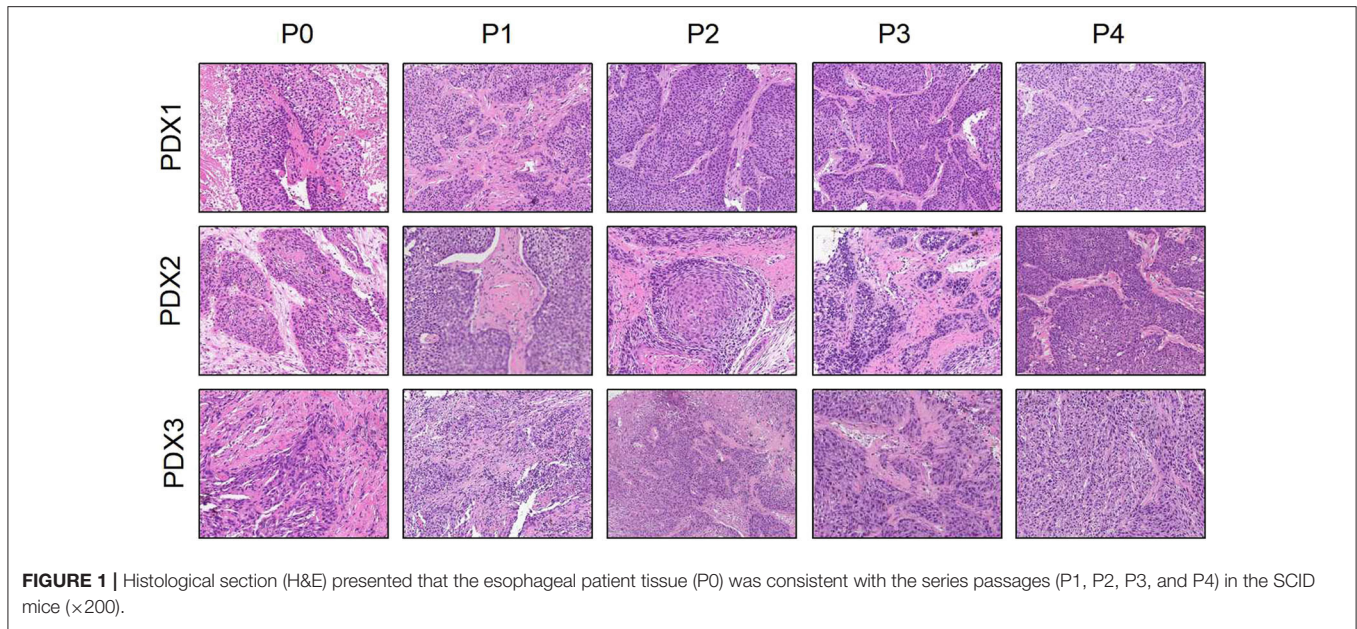 P0 P1 P2 P3 P4
PDX1
PDX2
PDX3
FIGURE 1 | Histological section (H&E) presented that the esophageal patient tissue (P0) was consistent with the series passages (P1, P2, P3, and P4) in the SCID
mice (×200).